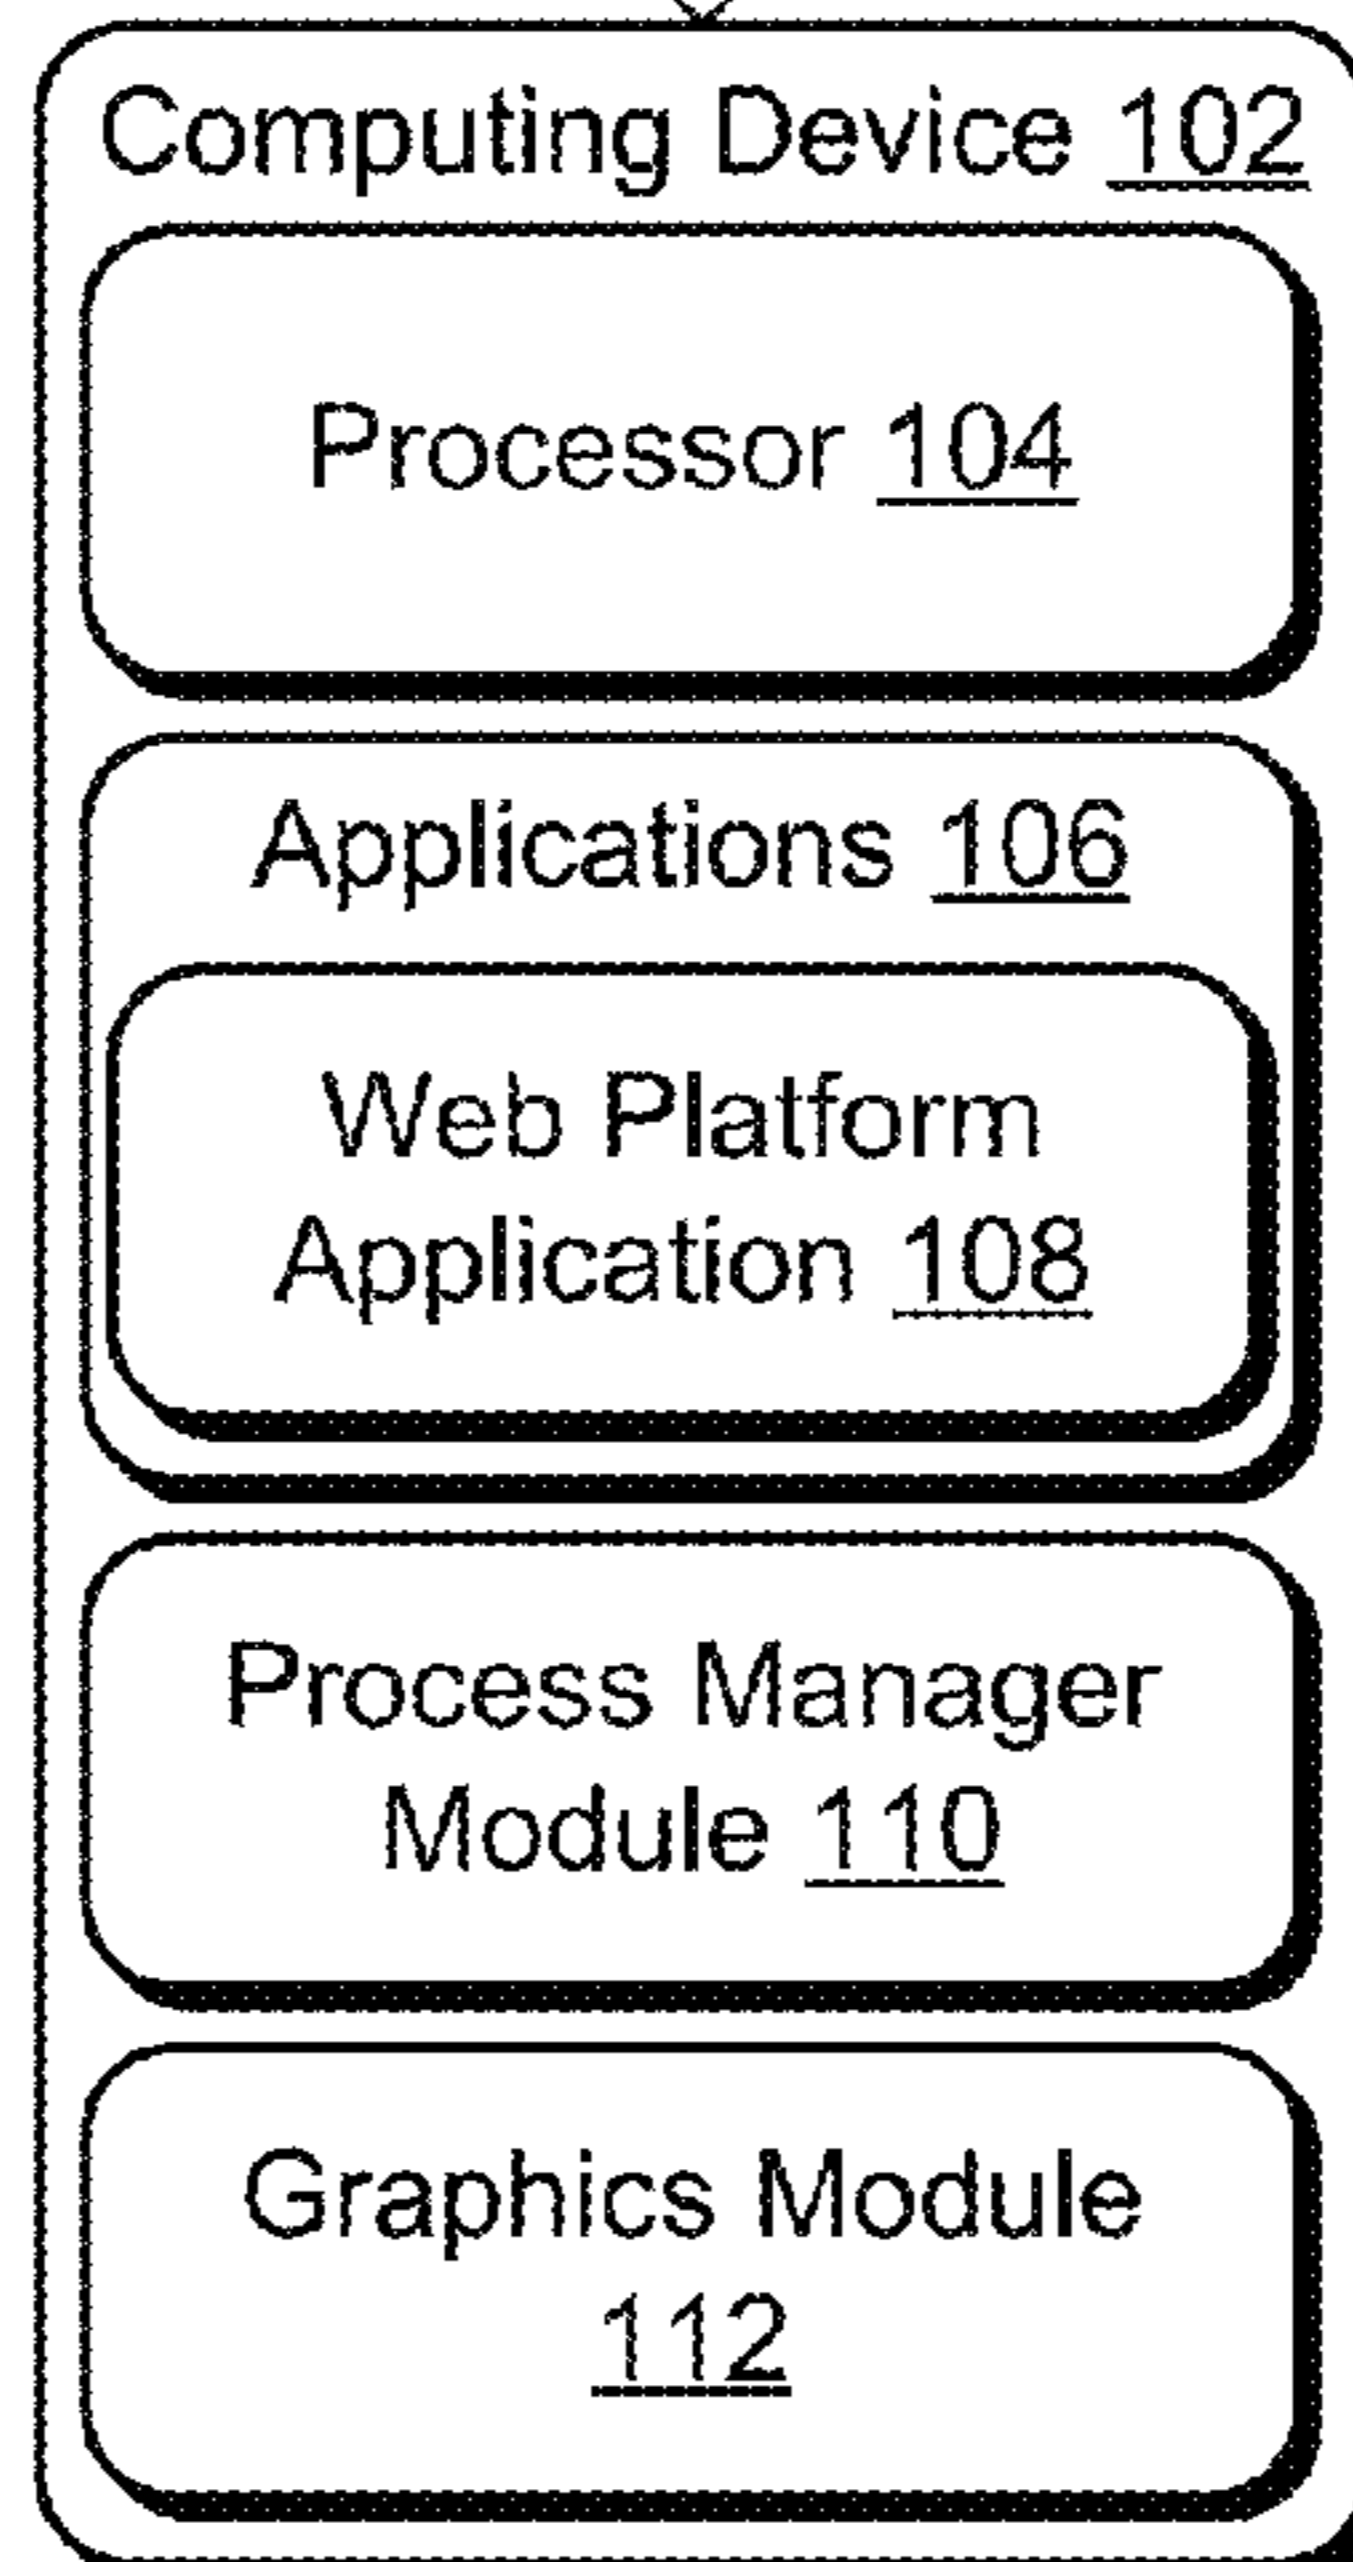 Computing Device 102
Processor 104
Applications 106
Web Platform
Application 108
Process Manager
Module 110
Graphics Module
112